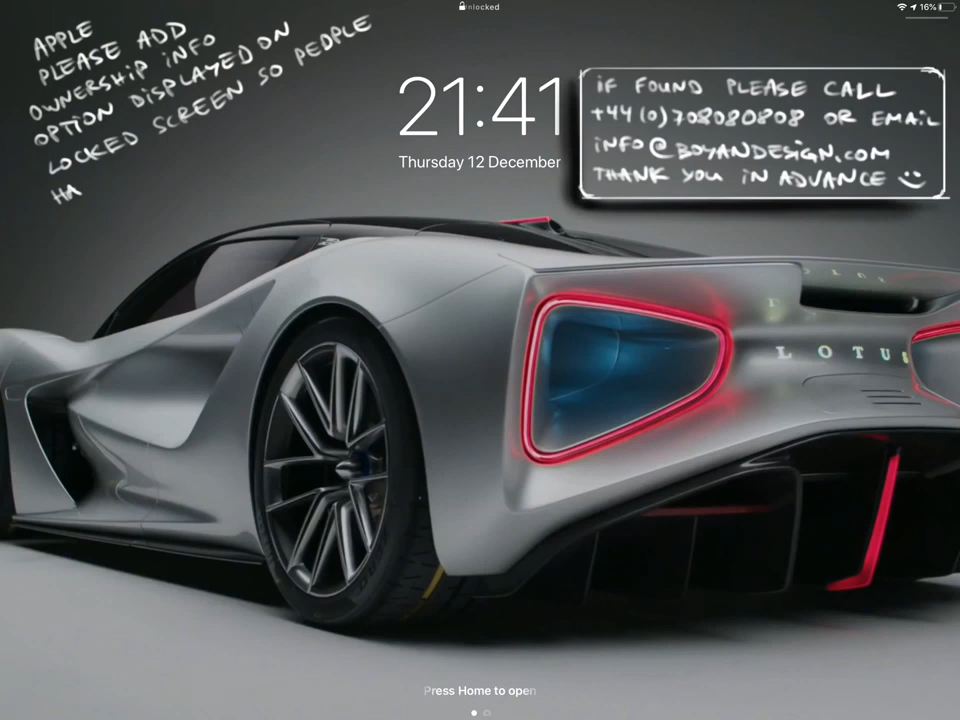 Unlocked
16%
APPLE
PLEASE ADD
OWNERSHIP INFO
OPTION DISPLAYED ON
LOCKED SCREEN SO PEOPLE
HA
21:41
Thursday 12 December
IF FOUND PLEASE CALL
+44(0)708080808 OR EMAIL
INFO@BOYANDESIGN.COM
THANK YOU IN ADVANCE
LOTUS
Press Home to open